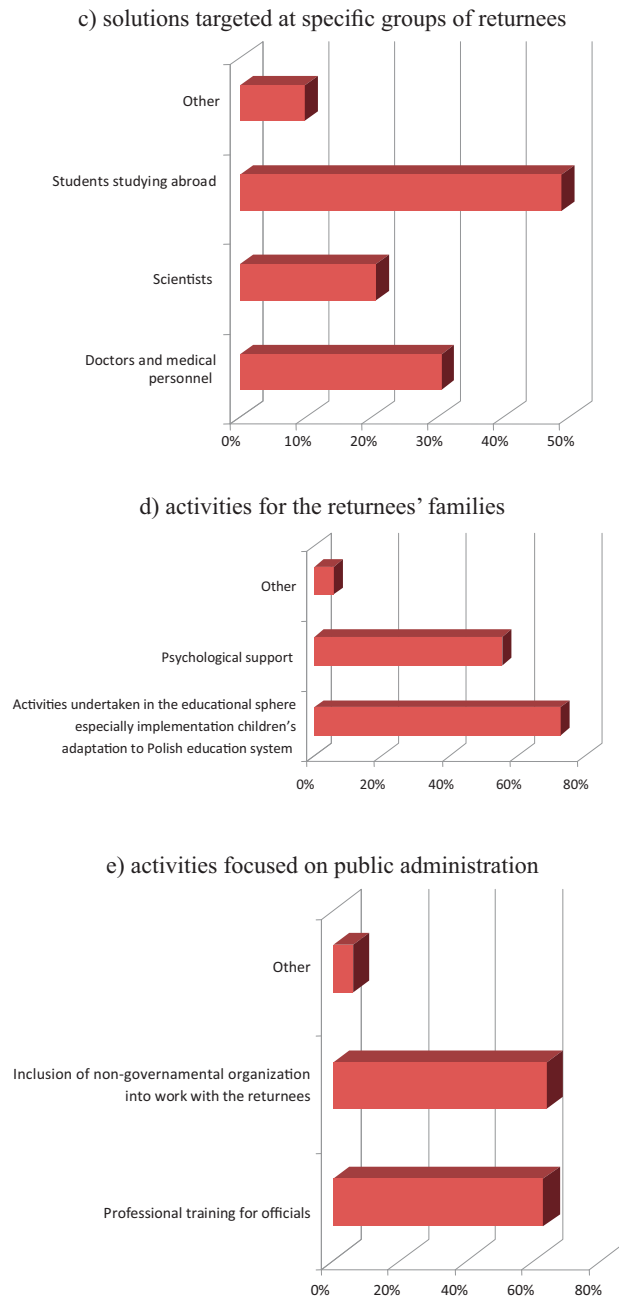 c) solutions targeted at specific groups of returnees
Other
Students studying abroad
Scientists
Doctors and medical
personnel
0% 10% 20% 30% 40% 50%
d) activities for the returnees' families
Other
Psychological support
Activities undertaken in the educational sphere
especially implementation children's
adaptation to Polish education system
0% 20% 40% 60% 80%
e) activities focused on public administration
Other
Inclusion of non-governamental organization
into work with the returnees
Professional training for officials
0% 20% 40% 60% 80%